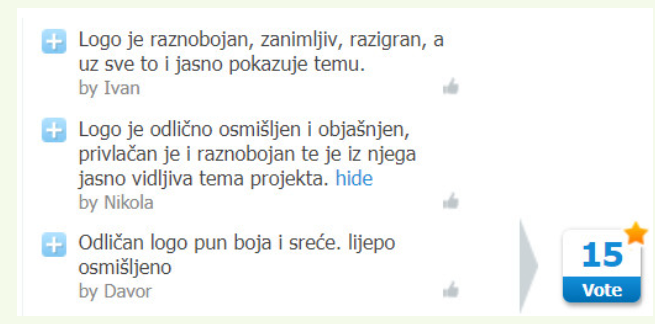 Logo je raznobojan, zanimljiv, razigran, a
uz sve to i jasno pokazuje temu.
by Ivan
Logo je odlično osmišljen i objašnjen,
privlačan je i raznobojan te je iz njega
jasno vidljiva tema projekta. hide
by Nikola
Odličan logo pun boja i sreće. lijepo
osmišljeno
by Davor
15
Vote